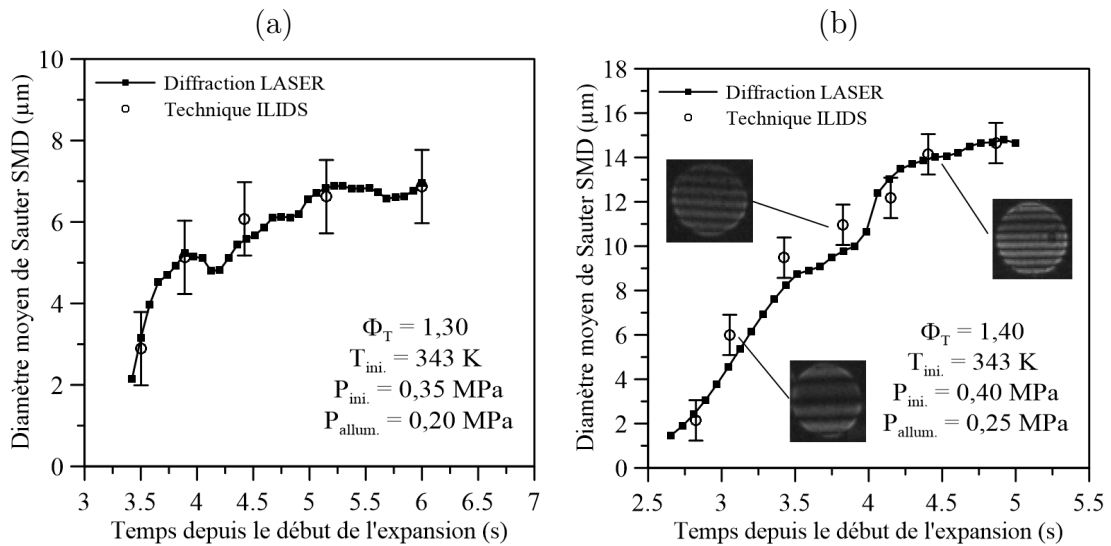 (a)
Diffraction LASER
Technique ILIDS
Diamètre moyen de Sauter SMD (µm)
10
8
6
4
2
0
Φ_T = 1,30
T_ini. = 343 K
P_ini. = 0,35 MPa
P_allum. = 0,20 MPa
3 3.5 4 4.5 5 5.5 6 6.5 7
Temps depuis le début de l'expansion (s)
(b)
Diffraction LASER
Technique ILIDS
Diamètre moyen de Sauter SMD (µm)
18
16
14
12
10
8
6
4
2
0
Φ_T = 1,40
T_ini. = 343 K
P_ini. = 0,40 MPa
P_allum. = 0,25 MPa
2.5 3 3.5 4 4.5 5 5.5
Temps depuis le début de l'expansion (s)